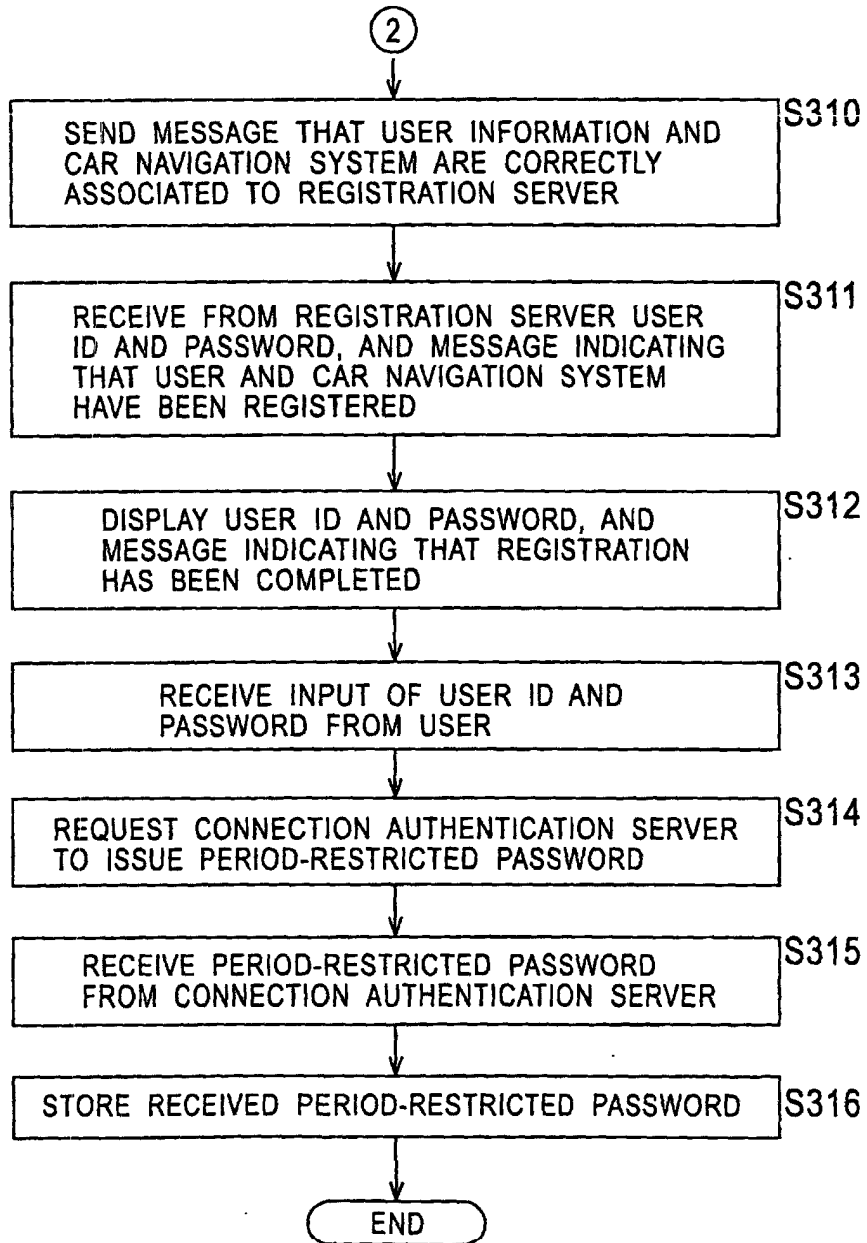 2
S310
SEND MESSAGE THAT USER INFORMATION AND
CAR NAVIGATION SYSTEM ARE CORRECTLY
ASSOCIATED TO REGISTRATION SERVER
S311
RECEIVE FROM REGISTRATION SERVER USER
ID AND PASSWORD, AND MESSAGE INDICATING
THAT USER AND CAR NAVIGATION SYSTEM
HAVE BEEN REGISTERED
S312
DISPLAY USER ID AND PASSWORD, AND
MESSAGE INDICATING THAT REGISTRATION
HAS BEEN COMPLETED
S313
RECEIVE INPUT OF USER ID AND
PASSWORD FROM USER
S314
REQUEST CONNECTION AUTHENTICATION SERVER
TO ISSUE PERIOD-RESTRICTED PASSWORD
S315
RECEIVE PERIOD-RESTRICTED PASSWORD
FROM CONNECTION AUTHENTICATION SERVER
STORE RECEIVED PERIOD-RESTRICTED PASSWORD
S316
END